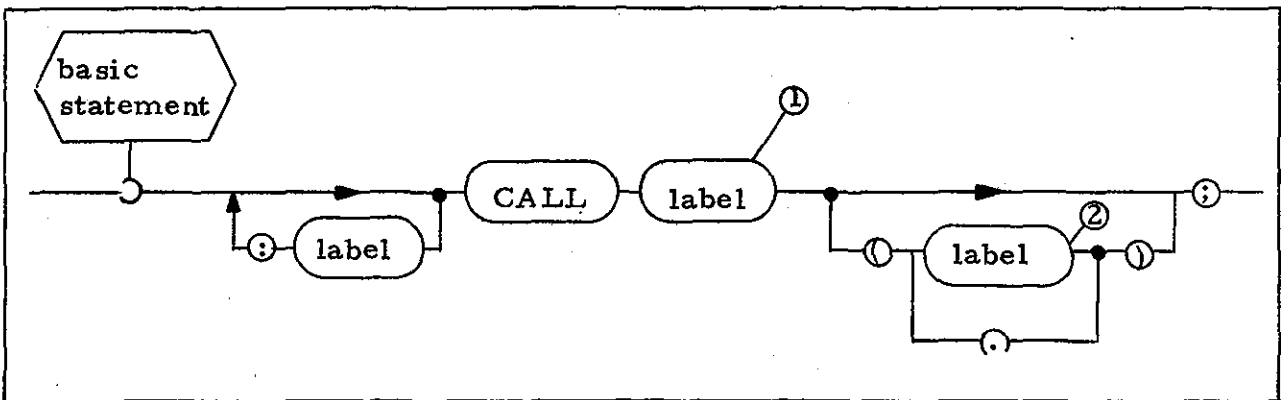 basic
statement
①
CALL
label
;
: label
②
( label )
.